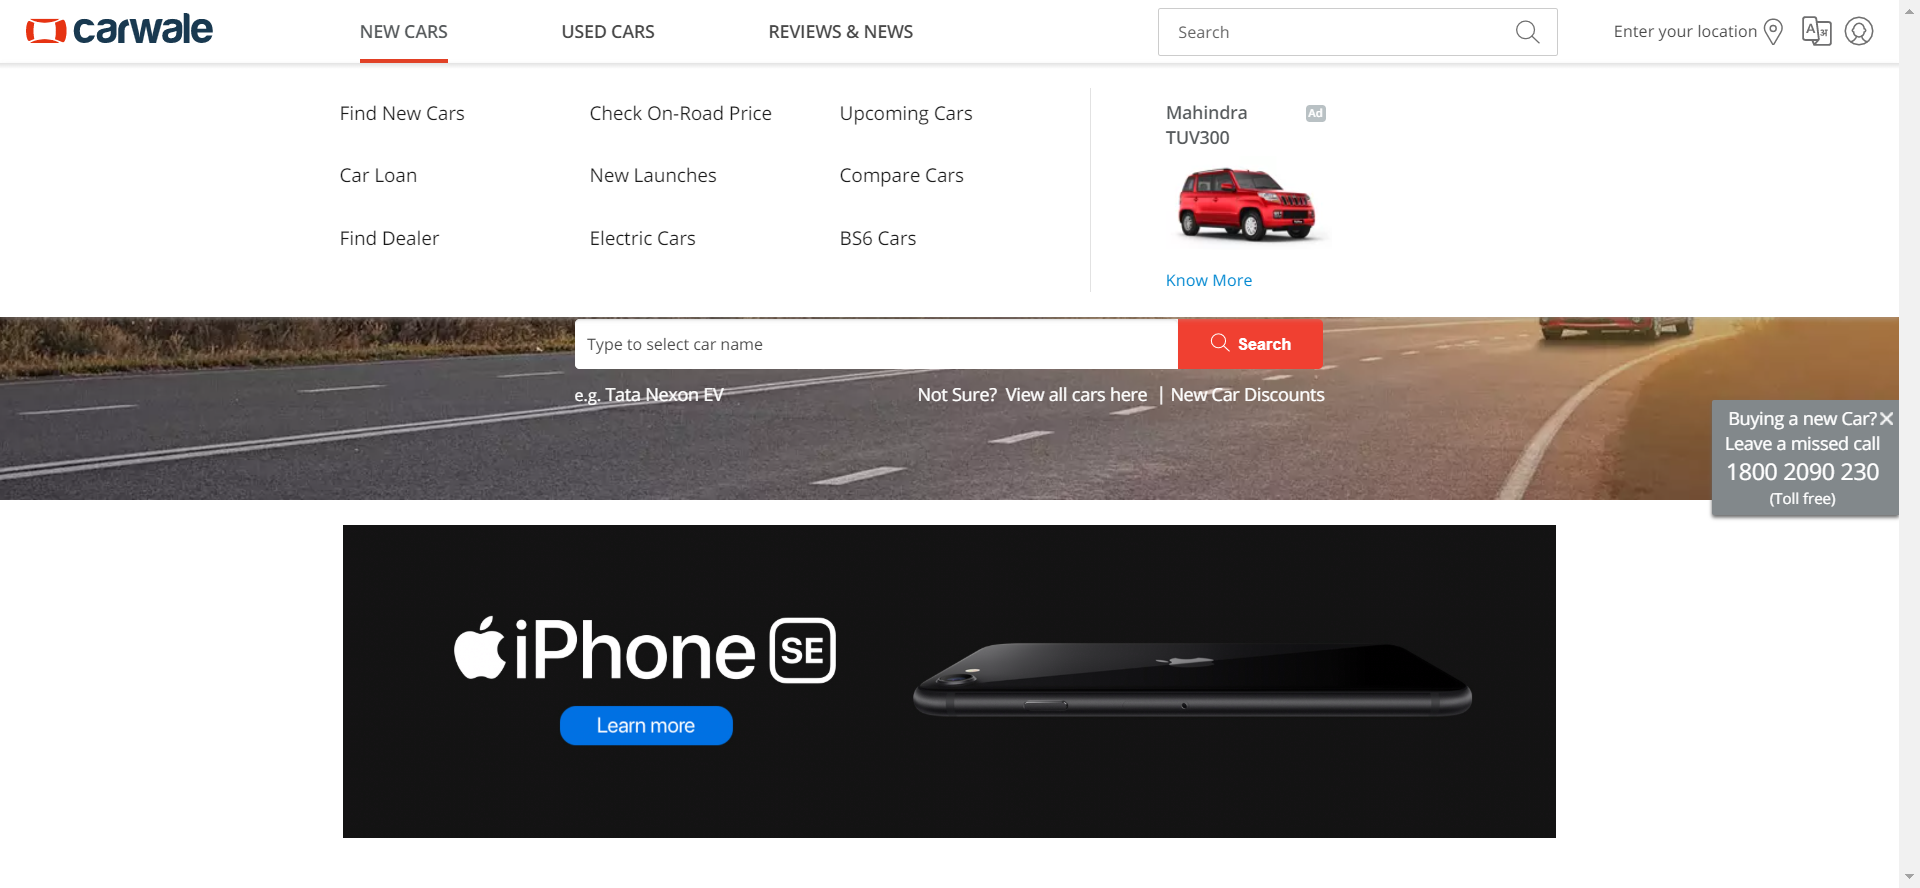 carwale
NEW CARS
USED CARS
REVIEWS & NEWS
Search
Enter your location
Find New Cars
Check On-Road Price
Upcoming Cars
Car Loan
New Launches
Compare Cars
Find Dealer
Electric Cars
BS6 Cars
Mahindra
TUV300
Ad
Know More
Type to select car name
Search
e.g. Tata Nexon EV
Not Sure? View all cars here | New Car Discounts
Buying a new Car?
Leave a missed call
1800 2090 230
(Toll free)
iPhone SE
Learn more